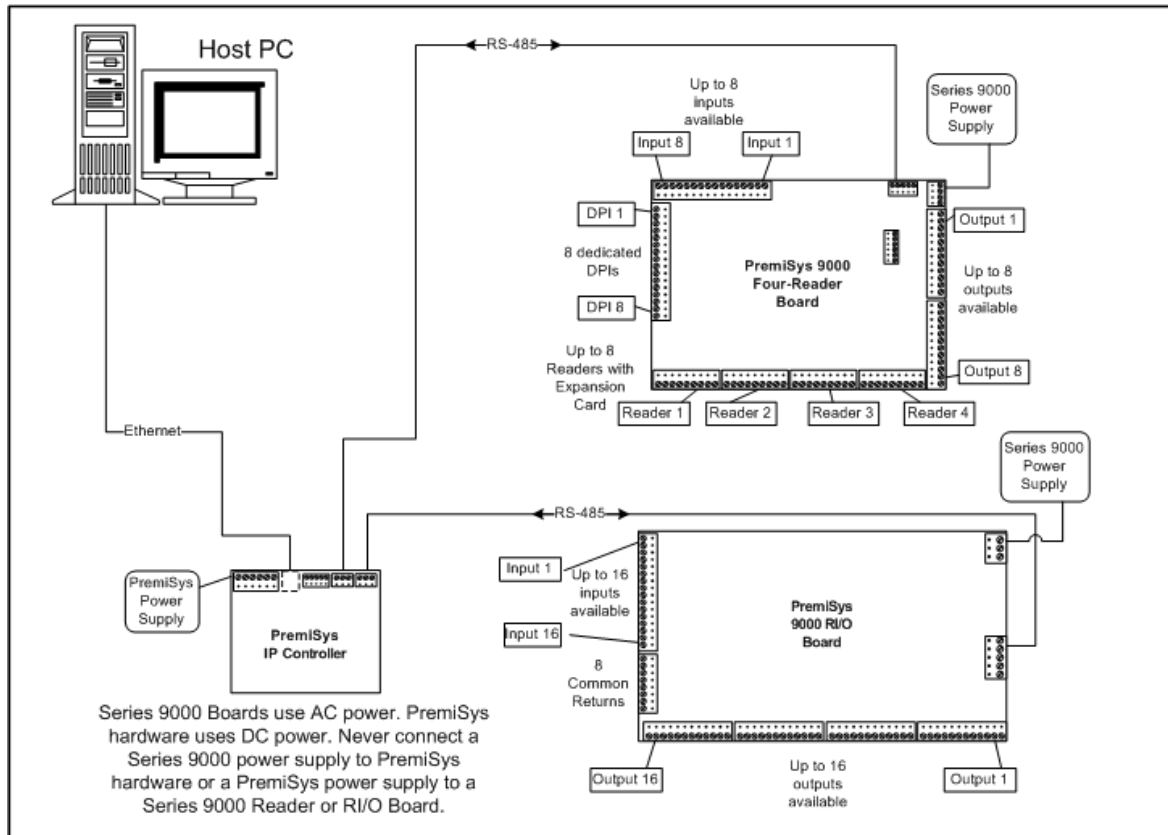 Host PC
RS-485
Up to 8
inputs
available
Series 9000
Power
Supply
Input 8
Input 1
DPI 1
8 dedicated
DPIs
DPI 8
PremiSys 9000
Four-Reader
Board
Output 1
Up to 8
outputs
available
Output 8
Up to 8
Readers with
Expansion
Card
Reader 1
Reader 2
Reader 3
Reader 4
Ethernet
Series 9000
Power
Supply
RS-485
Input 1
Up to 16
inputs
available
Input 16
8
Common
Returns
PremiSys
9000 RI/O
Board
PremiSys
Power
Supply
PremiSys
IP Controller
Output 16
Up to 16
outputs
available
Output 1
Series 9000 Boards use AC power. PremiSys
hardware uses DC power. Never connect a
Series 9000 power supply to PremiSys
hardware or a PremiSys power supply to a
Series 9000 Reader or RI/O Board.